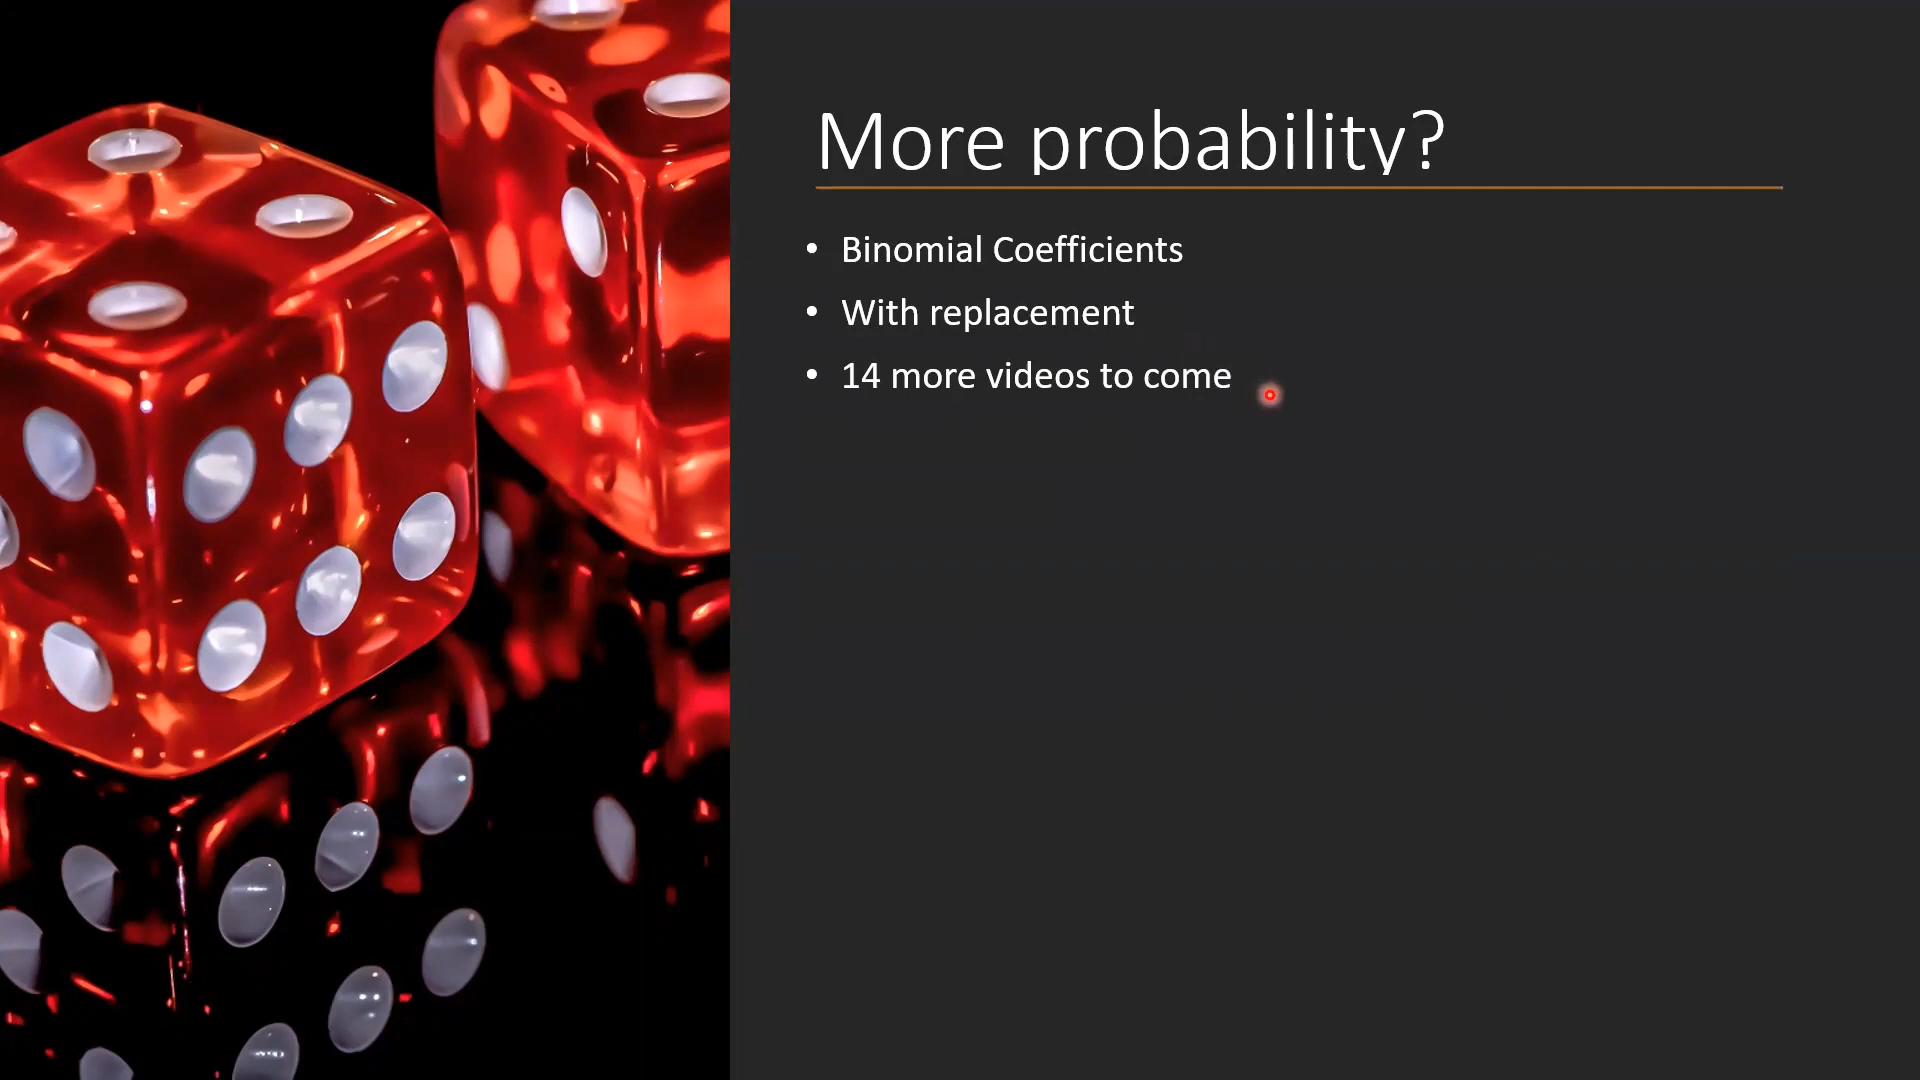 More probability?
• Binomial Coefficients
• With replacement
• 14 more videos to come